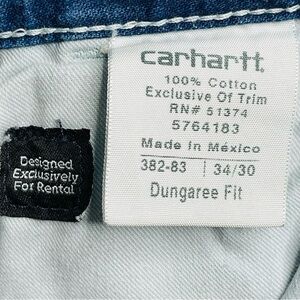 carhartt
100% Cotton
Exclusive Of Trim
RN# 51374
5764183
Made in México
382-83 | 34/30
Dungaree Fit
Designed
Exclusively
For Rental